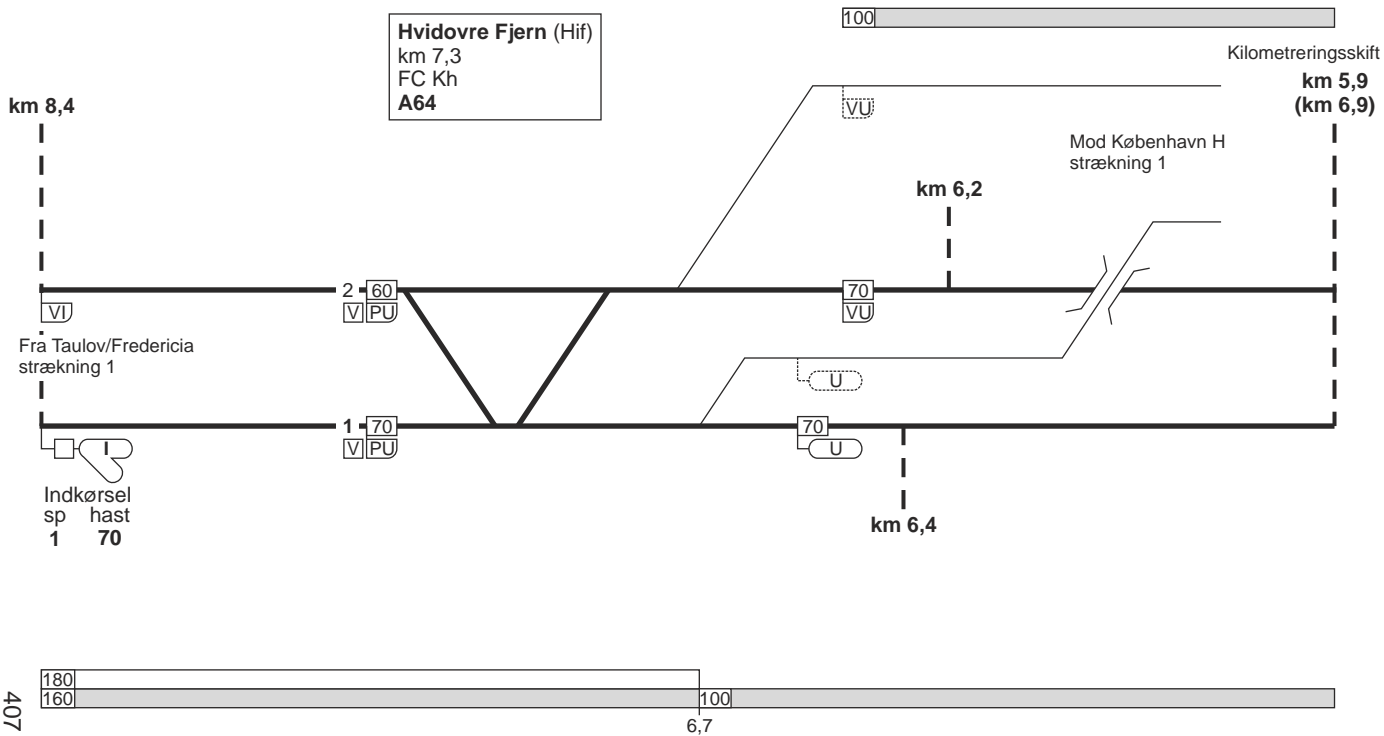 100
Hvidovre Fjern (Hif)
km 7,3
FC Kh
A64
Kilometreringsskift
km 5,9
(km 6,9)
km 8,4
VU
Mod København H
strækning 1
km 6,2
2 60
V PU
70
VU
VI
Fra Taulov/Fredericia
strækning 1
U
1 70
V PU
70
U
I
Indkørsel
sp hast
1 70
km 6,4
180
160
100
6,7
407